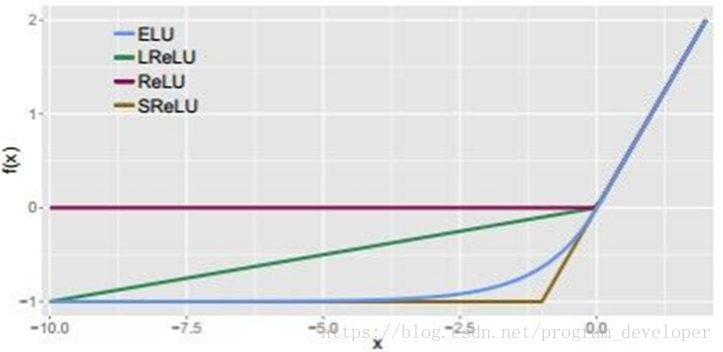 2
ELU
LReLU
ReLU
SReLU
1
f(x)
0
−1
−10.0
−7.5
−5.0
−2.5
0.0
https://blog.csdn.net/program_developer
x